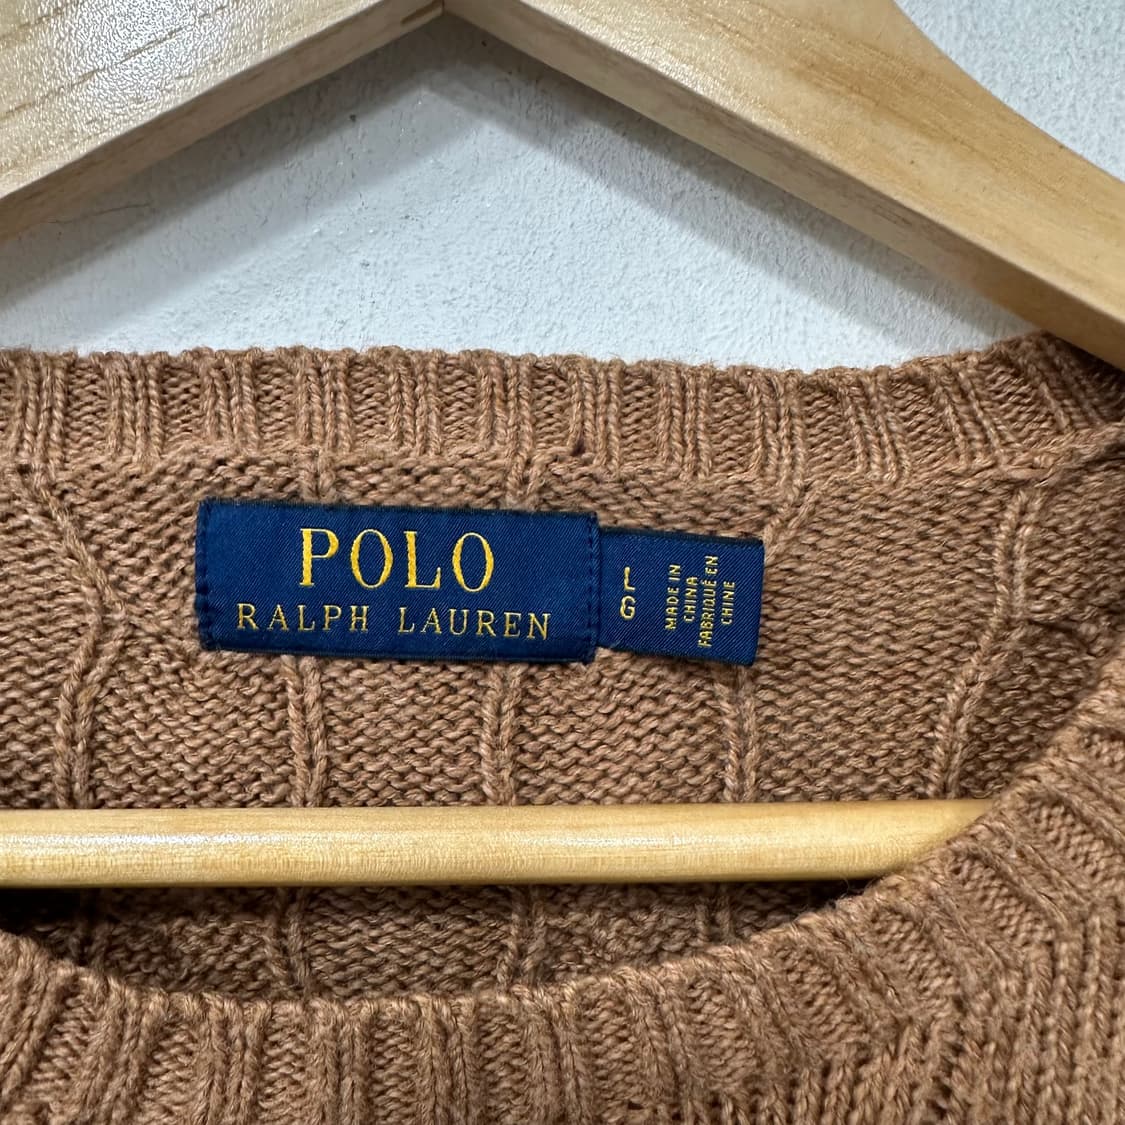 POLO
RALPH LAUREN
L
G
MADE IN
CHINA
FABRIQUÉ EN
CHINE